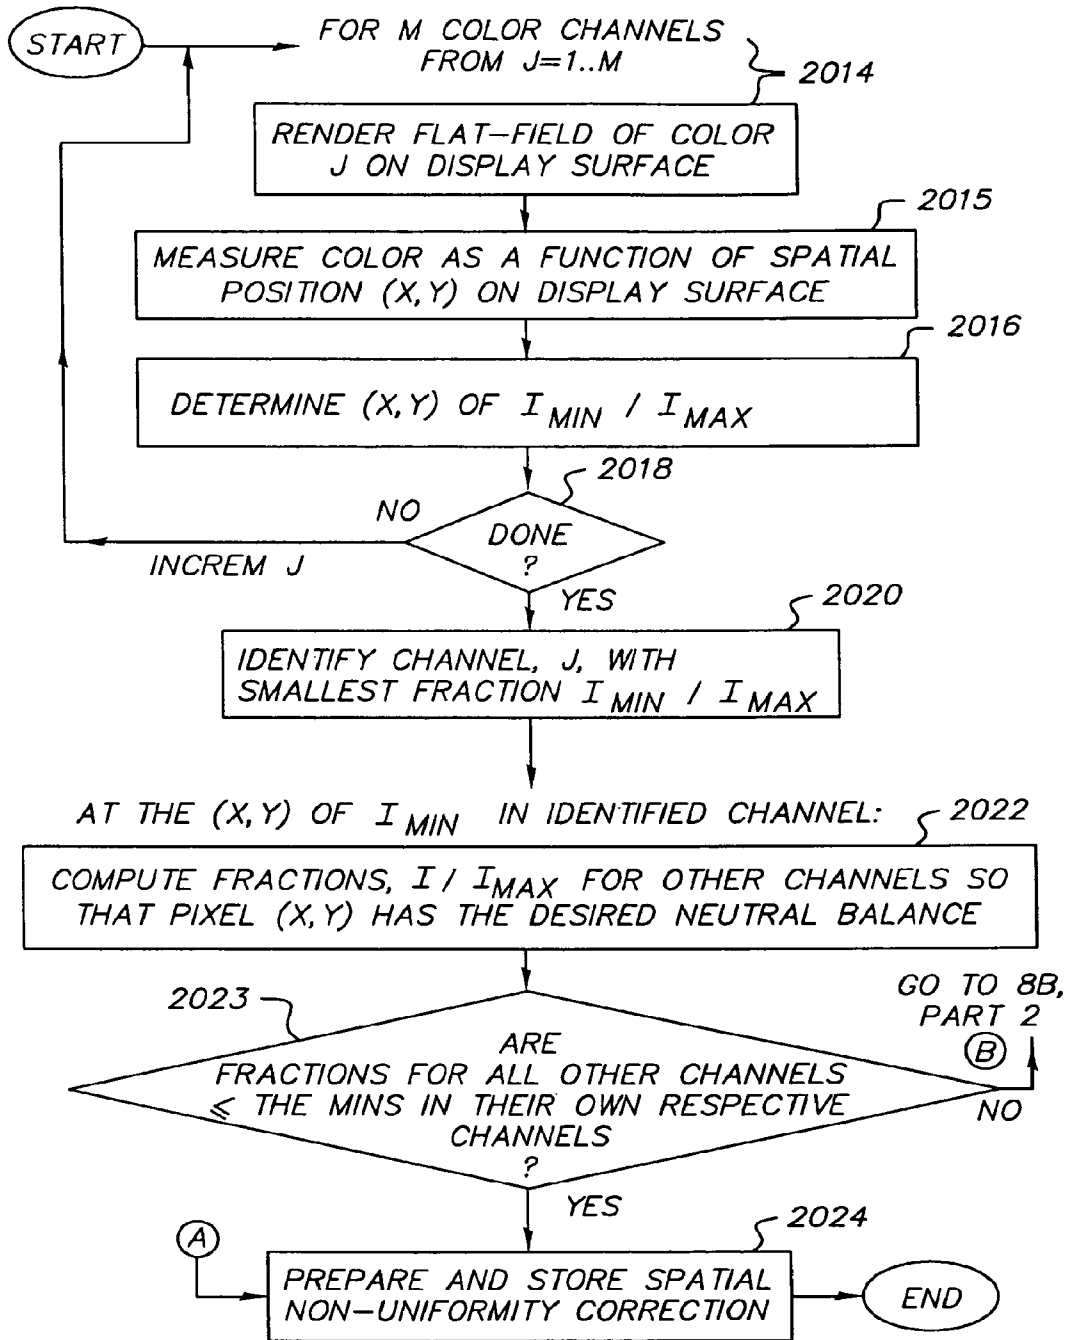 START
FOR M COLOR CHANNELS
FROM J=1..M
2014
RENDER FLAT-FIELD OF COLOR
J ON DISPLAY SURFACE
2015
MEASURE COLOR AS A FUNCTION OF SPATIAL
POSITION (X,Y) ON DISPLAY SURFACE
2016
DETERMINE (X,Y) OF I MIN / I MAX
2018
NO
DONE
?
INCREM J
YES
2020
IDENTIFY CHANNEL, J, WITH
SMALLEST FRACTION I MIN / I MAX
AT THE (X,Y) OF I MIN IN IDENTIFIED CHANNEL:
2022
COMPUTE FRACTIONS, I / I MAX FOR OTHER CHANNELS SO
THAT PIXEL (X,Y) HAS THE DESIRED NEUTRAL BALANCE
2023
GO TO 8B,
PART 2
B
ARE
FRACTIONS FOR ALL OTHER CHANNELS
≤ THE MINS IN THEIR OWN RESPECTIVE
CHANNELS
?
NO
YES
A
2024
PREPARE AND STORE SPATIAL
NON-UNIFORMITY CORRECTION
END